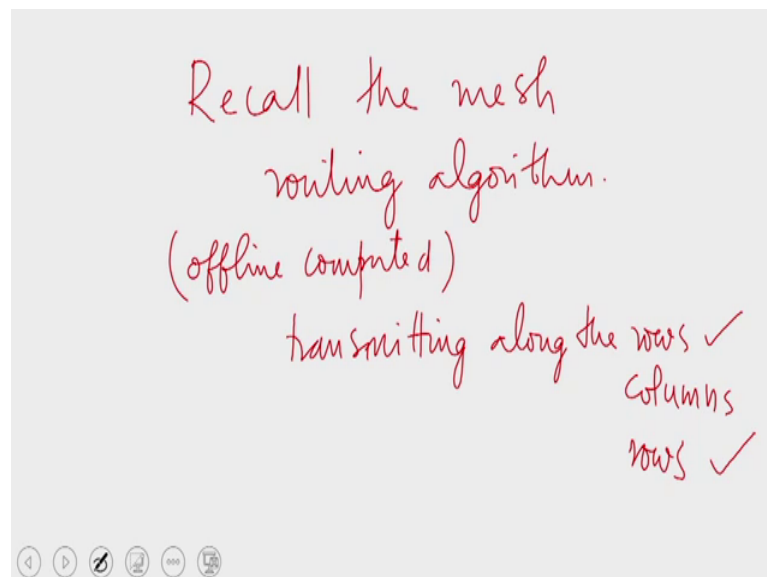 Recall the mesh
routing algorithm.
(offline computed)
transmitting along the rows ✓
columns
rows ✓